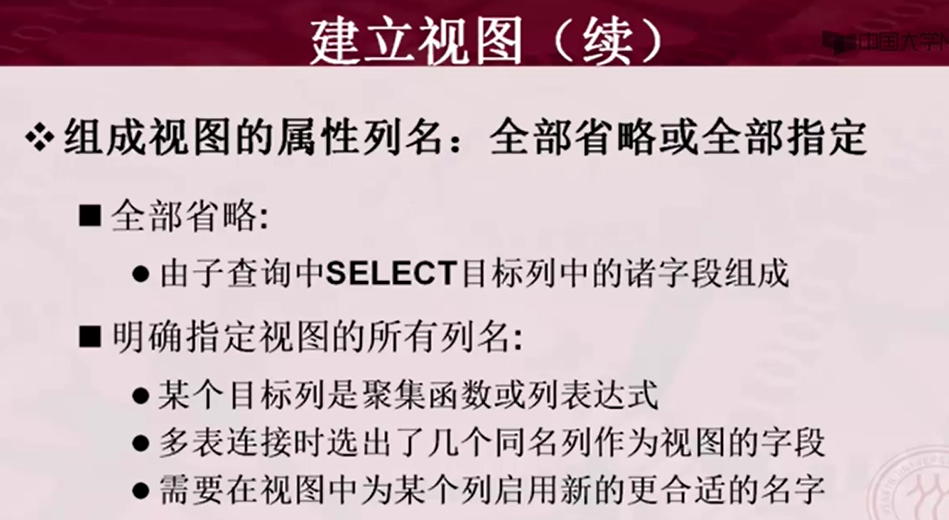 建立视图（续）
中国大学
❖组成视图的属性列名：全部省略或全部指定
■ 全部省略:
● 由子查询中SELECT目标列中的诸字段组成
■ 明确指定视图的所有列名:
● 某个目标列是聚集函数或列表达式
● 多表连接时选出了几个同名列作为视图的字段
● 需要在视图中为某个列启用新的更合适的名字